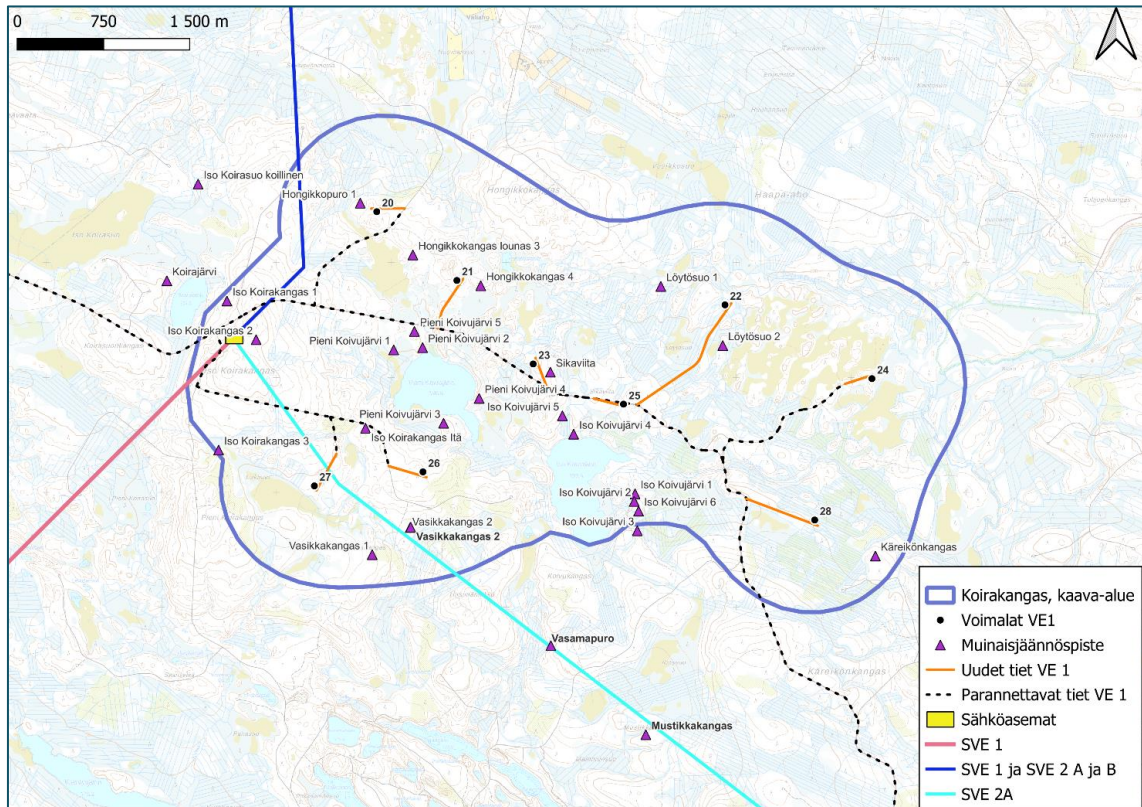 0 750 1 500 m
Hongikkokangas
Haapa-abo
Iso Koirasuo koillinen
Hongikkopuro 1
20
Hongikkokangas lounas 3
21
Hongikkokangas 4
Löytösuo 1
22
Koirajärvi
Iso Koirakangas 1
Iso Koirakangas 2
Pieni Koivujärvi 5
Pieni Koivujärvi 1
Pieni Koivujärvi 2
Löytösuo 2
23
Sikaviita
24
Pieni Koivujärvi 4
25
Iso Koivujärvi 5
Pieni Koivujärvi 3
Iso Koivujärvi 4
Iso Koirakangas Itä
Iso Koirakangas 3
27
26
Iso Koivujärvi 1
Iso Koivujärvi 2
Iso Koivujärvi 6
28
Vasikkakangas 2
Vasikkakangas 2
Iso Koivujärvi 3
Vasikkakangas 1
Käreikönkangas
Vasamapuro
Käreikönkangas
Mustikkakangas
Koirakangas, kaava-alue
Voimalat VE1
Muinaisjäännöspiste
Uudet tiet VE 1
Parannettavat tiet VE 1
Sähköasemat
SVE 1
SVE 1 ja SVE 2 A ja B
SVE 2A